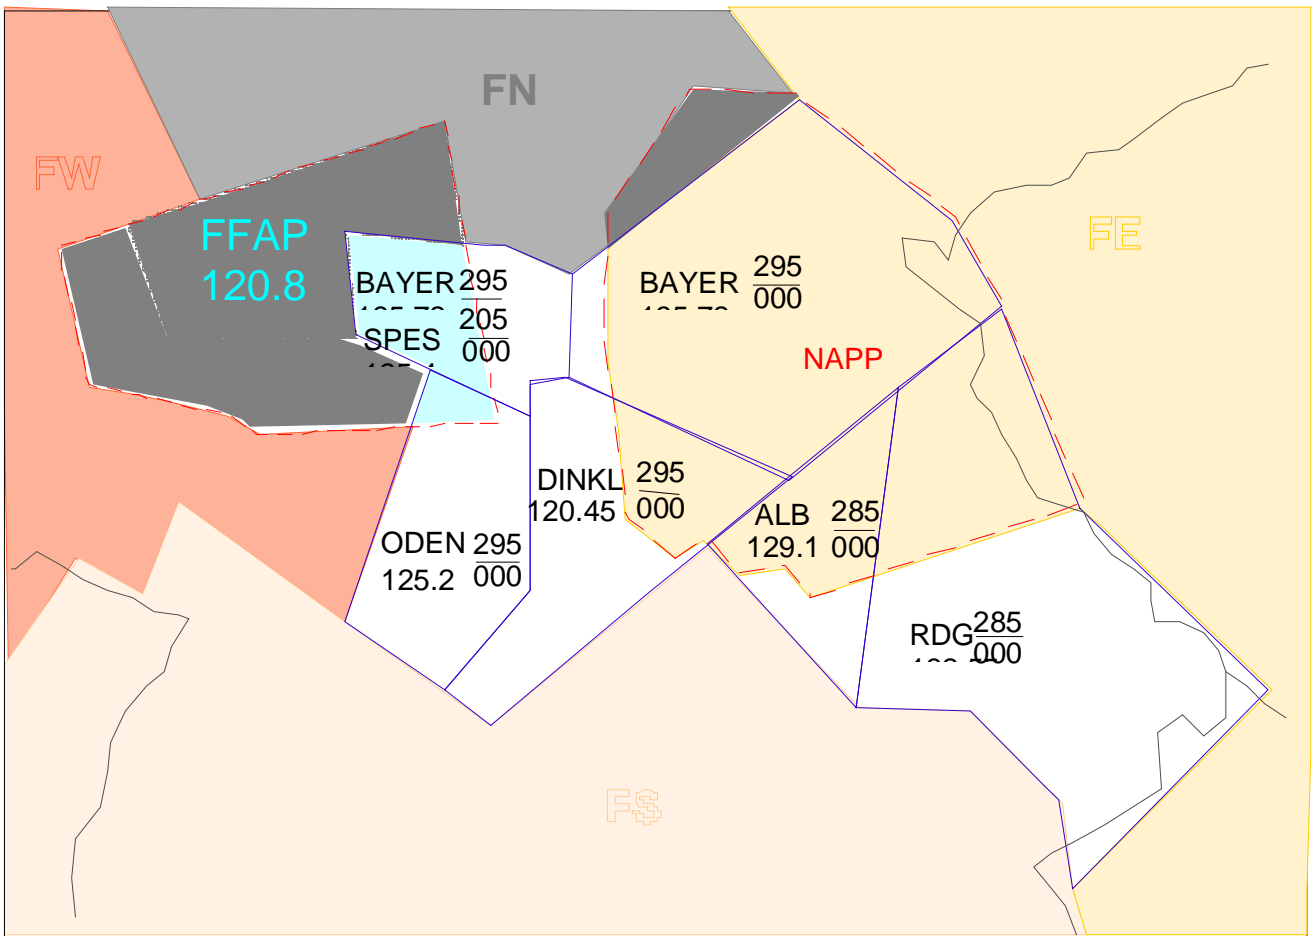 FN
FW
FFAP
120.8
FE
BAYER 295
205
SPES 000
BAYER 295
000
NAPP
DINKL 295
120.45 000
ALB 285
129.1 000
ODEN 295
125.2 000
RDG 285
000
FS